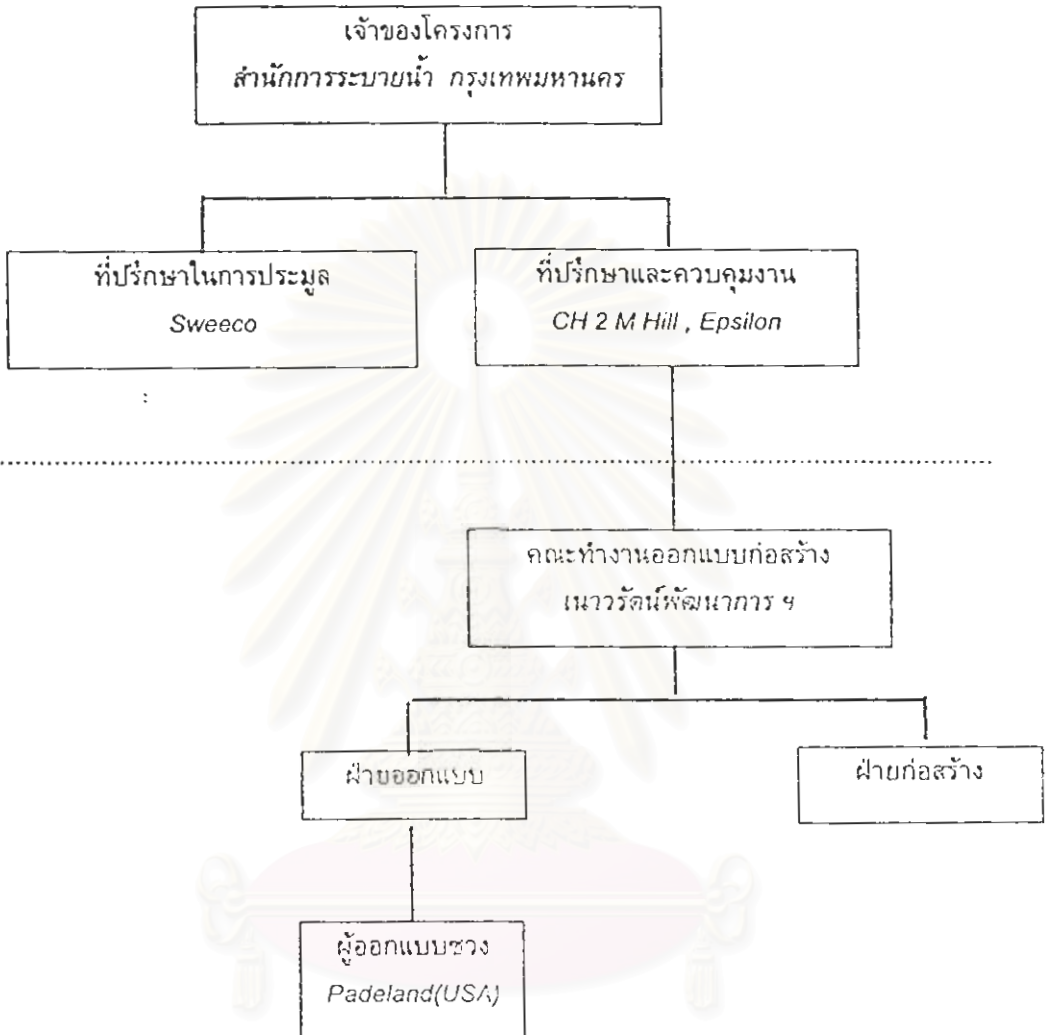 เจ้าของโครงการ
สำนักการระบายน้ำ กรุงเทพมหานคร
ที่ปรึกษาในการประมูล
Sweeco
ที่ปรึกษาและควบคุมงาน
CH 2 M Hill , Epsilon
คณะทำงานออกแบบก่อสร้าง
เนาวรัตน์พัฒนาการ ฯ
ฝ่ายออกแบบ
ฝ่ายก่อสร้าง
ผู้ออกแบบช่วง
Padeland(USA)